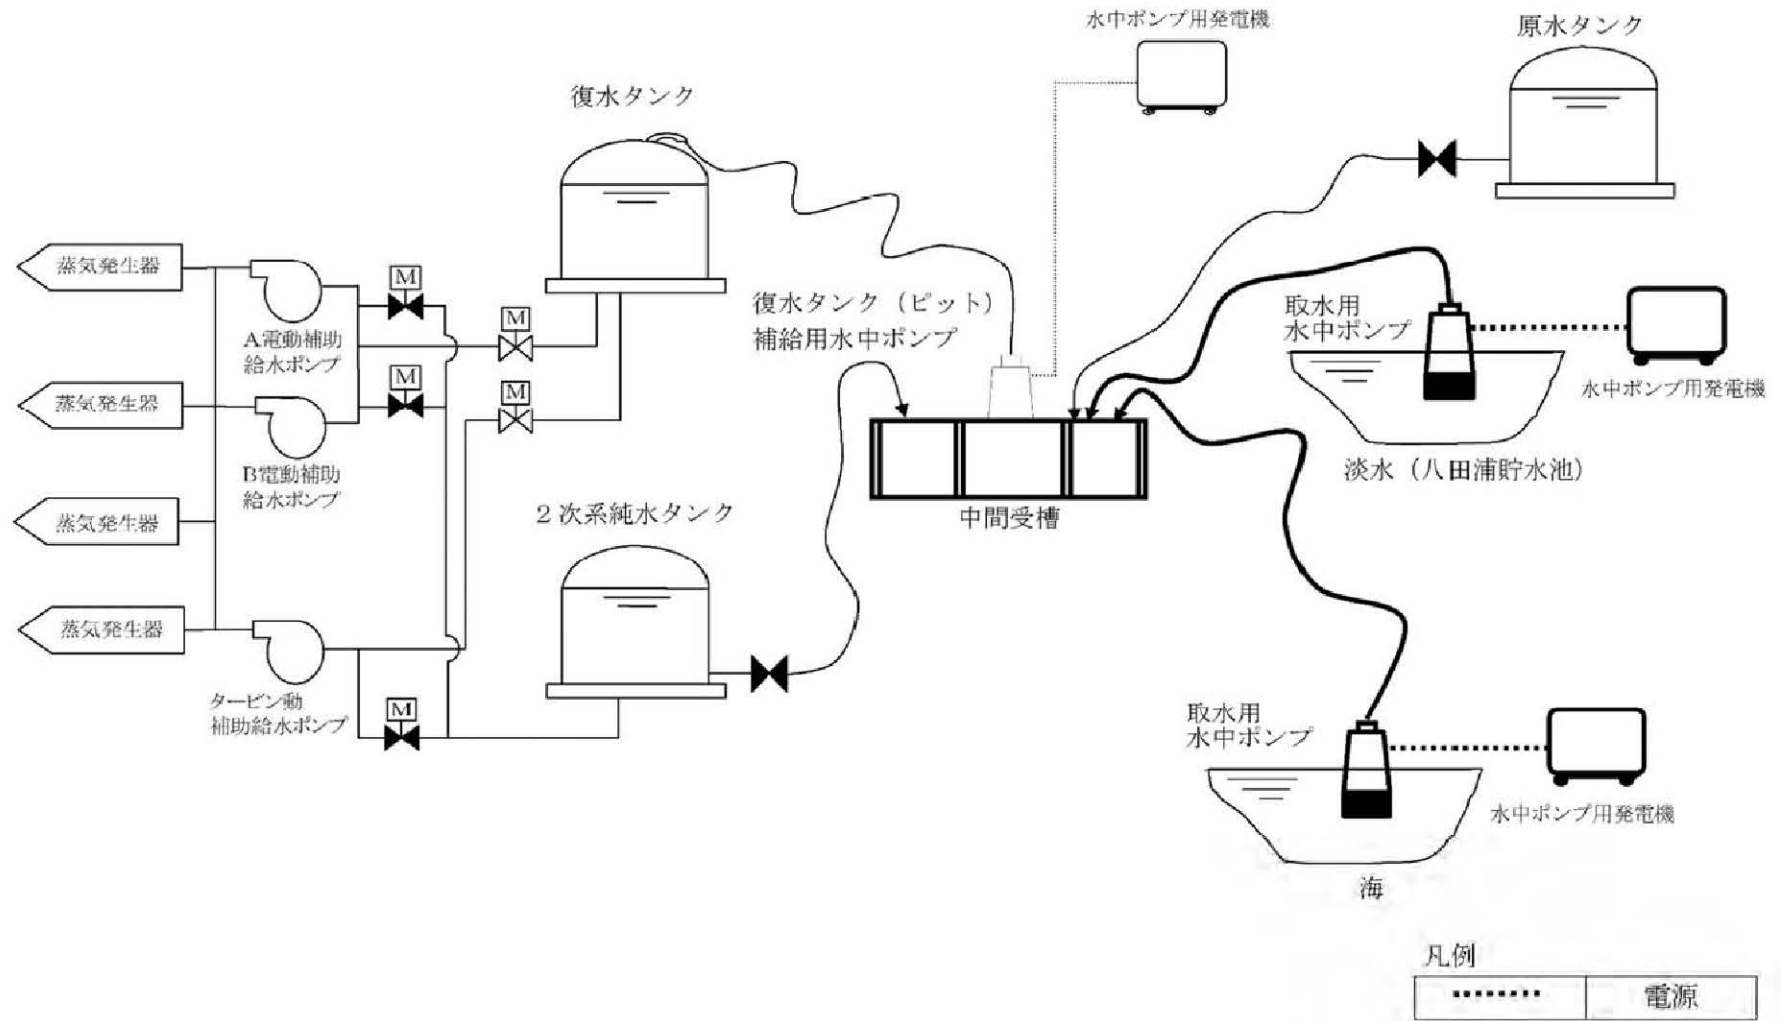 水中ポンプ用発電機
原水タンク
復水タンク
蒸気発生器
M
A電動補助
給水ポンプ
M
復水タンク(ピット)
補給用水中ポンプ
取水用
水中ポンプ
水中ポンプ用発電機
蒸気発生器
M
M
B電動補助
給水ポンプ
淡水(八田浦貯水池)
中間受槽
2次系純水タンク
蒸気発生器
蒸気発生器
タービン動
補助給水ポンプ
M
取水用
水中ポンプ
水中ポンプ用発電機
海
凡例
電源